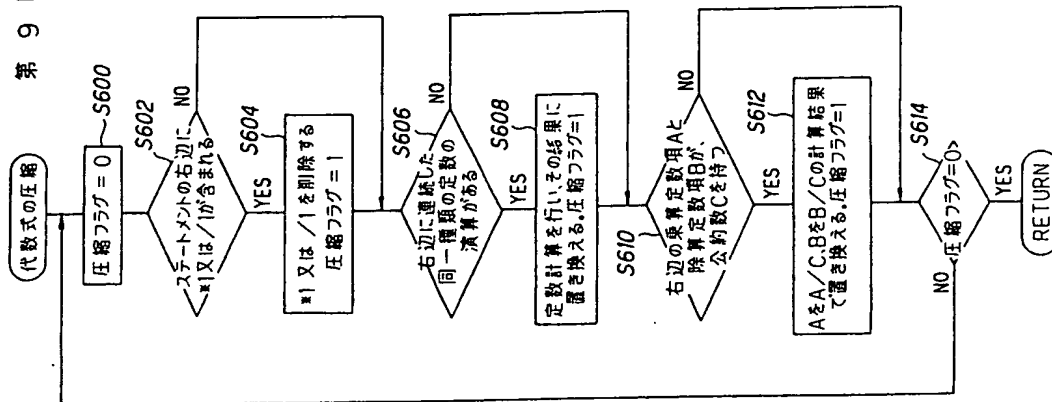 第 9
代数式の圧縮
S600
圧縮フラグ = 0
S602
ステートメントの右辺に
*1又は/1が含まれる
NO
YES
S604
*1又は /1を削除する
圧縮フラグ = 1
S606
右辺に連続した
同一種類の定数の
演算がある
NO
YES
S608
定数計算を行い、その結果に
置き換える。圧縮フラグ=1
S610
右辺の乗算定数項Aと
除算定数項Bが、
公約数Cを持つ
NO
YES
S612
AをA/C.BをB/Cの計算結果
で置き換える.圧縮フラグ=1
S614
圧縮フラグ=0>
NO
YES
RETURN